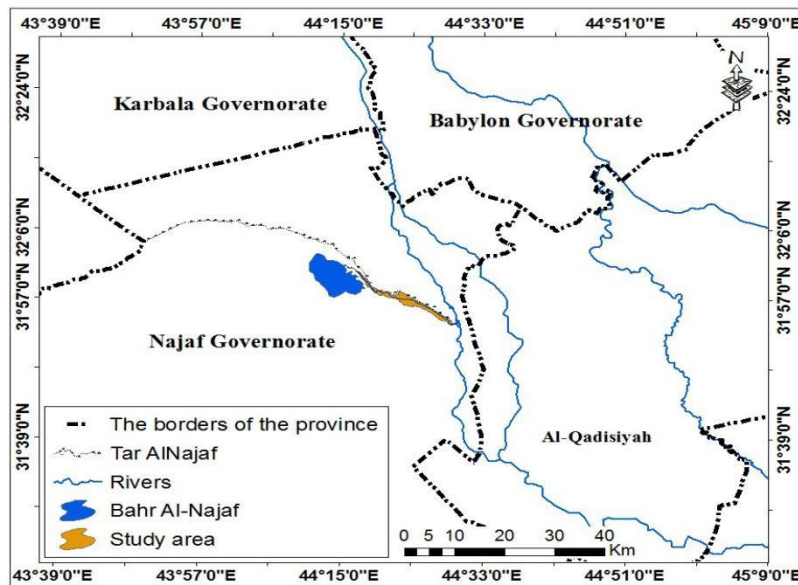 43°39'0"E 43°57'0"E 44°15'0"E 44°33'0"E 44°51'0"E 45°9'0"E
N
32°24'0"N 32°24'0"N
Karbala Governorate
Babylon Governorate
32°6'0"N 32°6'0"N
31°57'0"N 31°57'0"N
Najaf Governorate
The borders of the province
Tar AlNajaf
Al-Qadisiyah
31°39'0"N 31°39'0"N
Rivers
Bahr Al-Najaf
Study area
0 5 10 20 30 40
Km
43°39'0"E 43°57'0"E 44°15'0"E 44°33'0"E 44°51'0"E 45°9'0"E